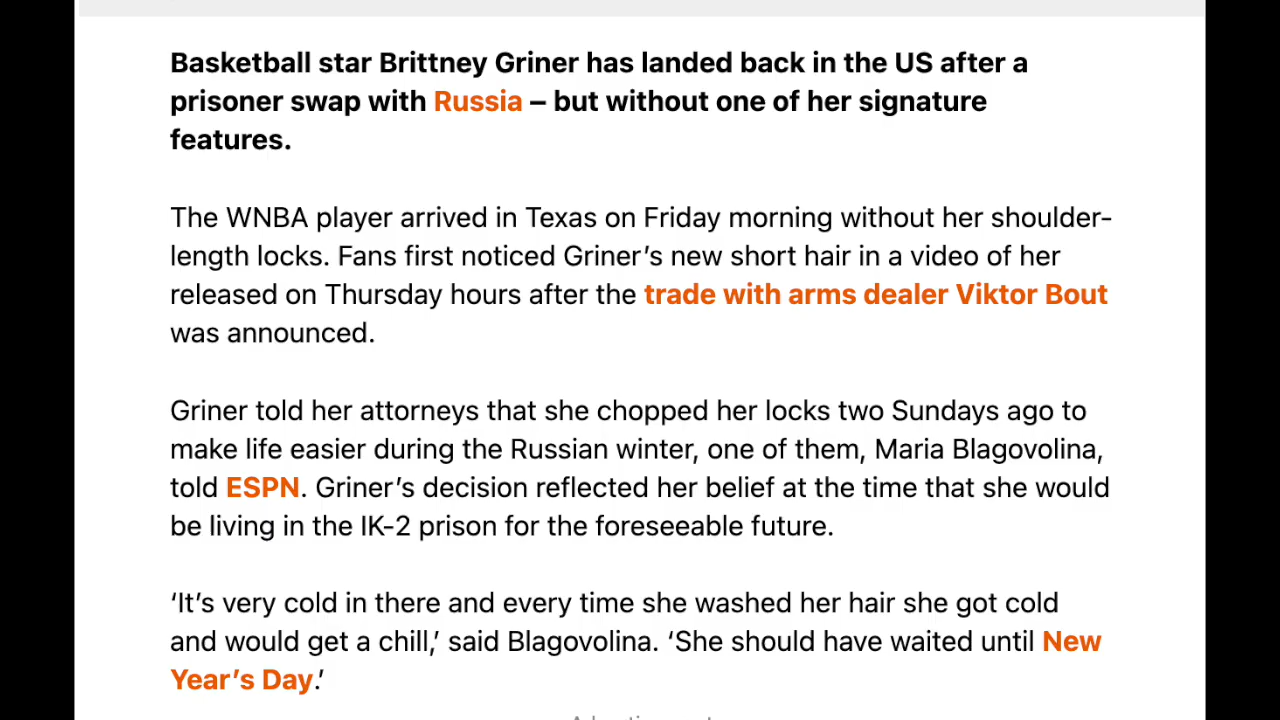 Basketball star Brittney Griner has landed back in the US after a
prisoner swap with Russia – but without one of her signature
features.
The WNBA player arrived in Texas on Friday morning without her shoulder-
length locks. Fans first noticed Griner’s new short hair in a video of her
released on Thursday hours after the trade with arms dealer Viktor Bout
was announced.
Griner told her attorneys that she chopped her locks two Sundays ago to
make life easier during the Russian winter, one of them, Maria Blagovolina,
told ESPN. Griner’s decision reflected her belief at the time that she would
be living in the IK-2 prison for the foreseeable future.
‘It’s very cold in there and every time she washed her hair she got cold
and would get a chill,’ said Blagovolina. ‘She should have waited until New
Year’s Day.’